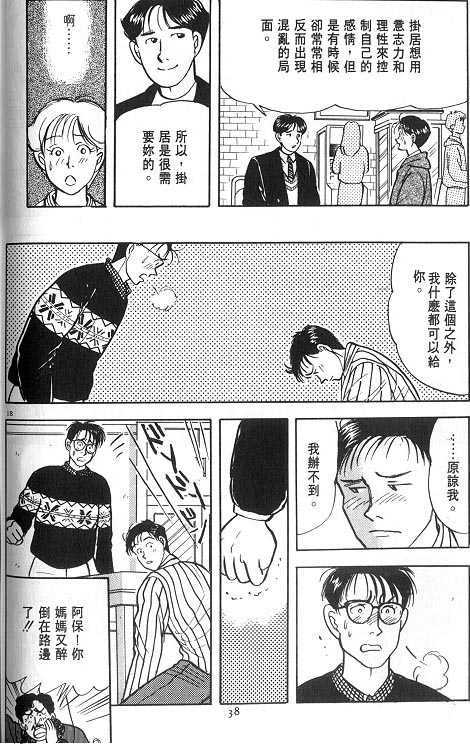 掛居想用
意志力和
理性來控
制自己的
感情，但
是有時候
卻常常相
反而出現
混亂的局
面。
所以，掛
居是很需
要妳的。
啊……
除了這個之外，
我什麼都可以給
你。
……原諒我。
我辦不到。
阿保！你
媽媽又醉
倒在路邊
了!!
18
38